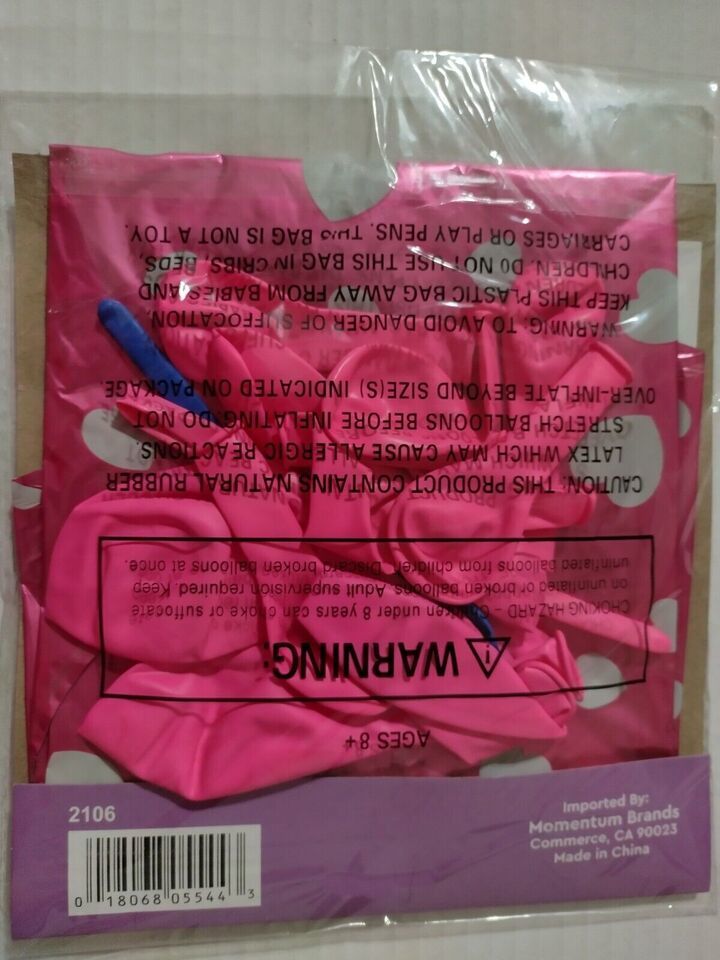 AGES 8+
WARNING:
CHOKING HAZARD – Children under 8 years can choke or suffocate
on uninflated or broken balloons. Adult supervision required. Keep
uninflated balloons from children. Discard broken balloons at once.
CAUTION: THIS PRODUCT CONTAINS NATURAL RUBBER
LATEX WHICH MAY CAUSE ALLERGIC REACTIONS.
STRETCH BALLOONS BEFORE INFLATING. DO NOT
OVER-INFLATE BEYOND SIZE(S) INDICATED ON PACKAGE
WARNING: TO AVOID DANGER OF SUFFOCATION,
KEEP THIS PLASTIC BAG AWAY FROM BABIES AND
CHILDREN. DO NOT USE THIS BAG IN CRIBS, BEDS,
CARRIAGES OR PLAY PENS. THIS BAG IS NOT A TOY.
2106
0 18068 05544 3
Imported By:
Momentum Brands
Commerce, CA 90023
Made in China